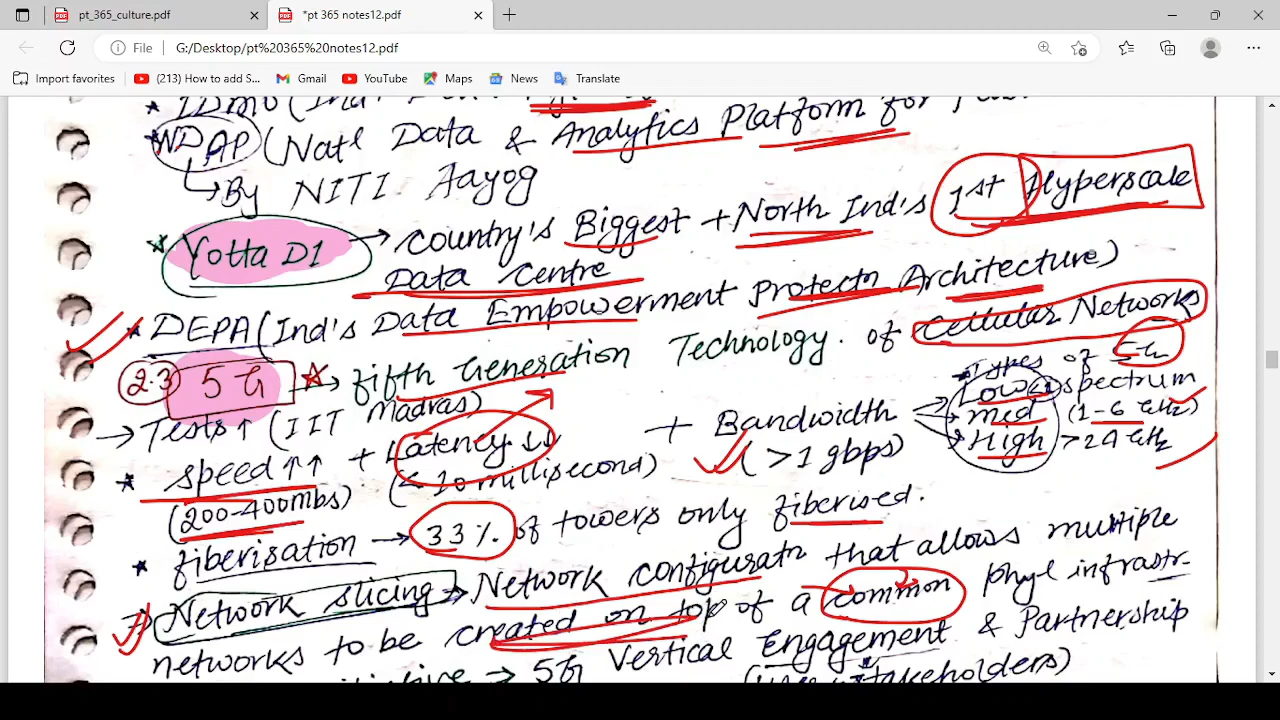 pt_365_culture.pdf
*pt 365 notes12.pdf
File
G:/Desktop/pt%20365%20notes12.pdf
Import favorites
(213) How to add S...
Gmail
YouTube
Maps
News
Translate
NDAP (Natl Data & Analytics Platform for
By NITI Aayog
* Yotta D1 → Country's Biggest + North Ind's 1st Hyperscale
Data Centre
* DEPA (Ind's Data Empowerment Protectn Architecture)
2.3 5G → fifth Generation Technology. of Cellular Networks
→ Types of 5G
Low spectrum
med (1-6 GHz)
High >24 GHz
→ Tests↑ (IIT Madras)
* speed↑↑ + Latency↓↓ + Bandwidth
(200-400mbs) (<10 millisecond) (>1 gbps)
* fiberisation → 33% of towers only fiberised.
→ Network slicing → Network configuratn that allows multiple
networks to be created on top of a common phyl infrastr-
→ 5G Vertical Engagement & Partnership
stakeholders)